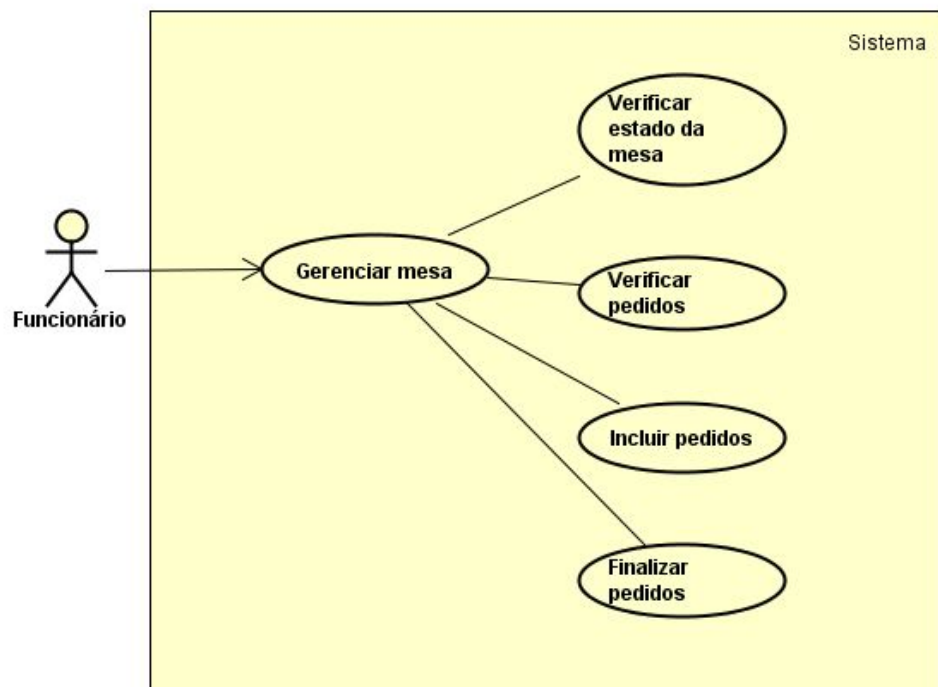 Sistema
Verificar
estado da
mesa
Gerenciar mesa
Funcionário
Verificar
pedidos
Incluir pedidos
Finalizar
pedidos